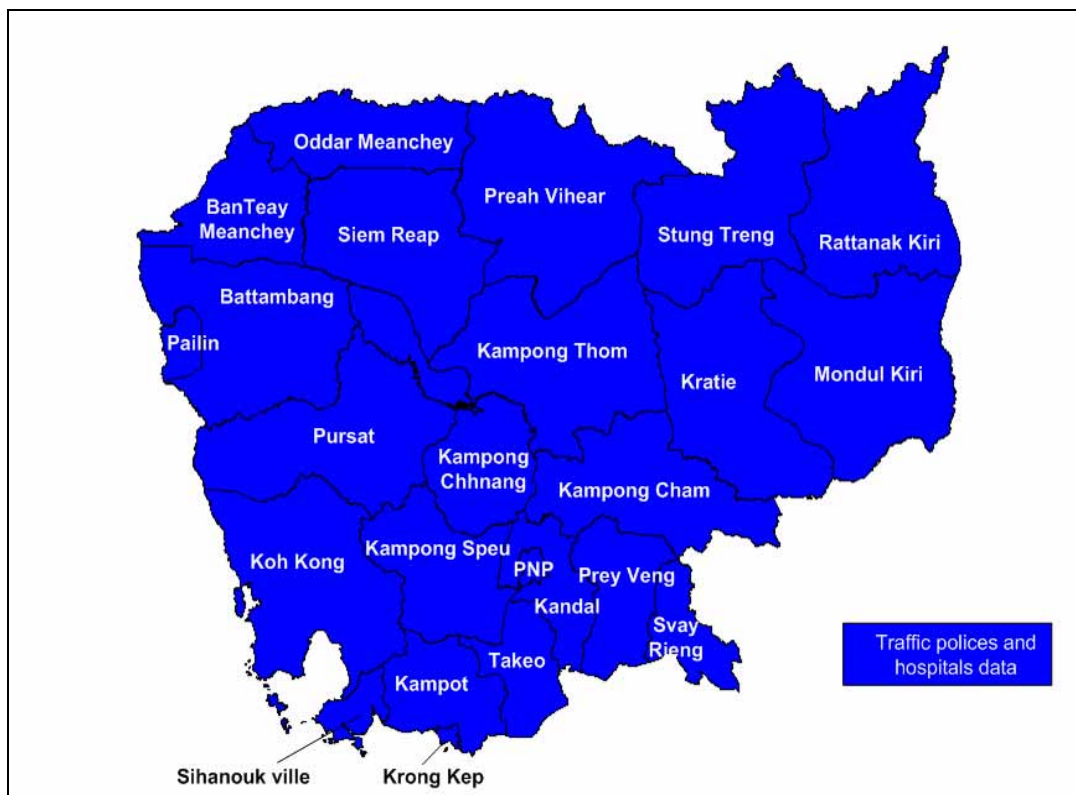 Oddar Meanchey
Preah Vihear
BanTeay
Meanchey
Siem Reap
Stung Treng
Rattanak Kiri
Battambang
Pailin
Kampong Thom
Kratie
Mondul Kiri
Pursat
Kampong
Chhnang
Kampong Cham
Koh Kong
Kampong Speu
PNP
Prey Veng
Kandal
Svay
Rieng
Takeo
Kampot
Traffic polices and
hospitals data
Sihanouk ville
Krong Kep